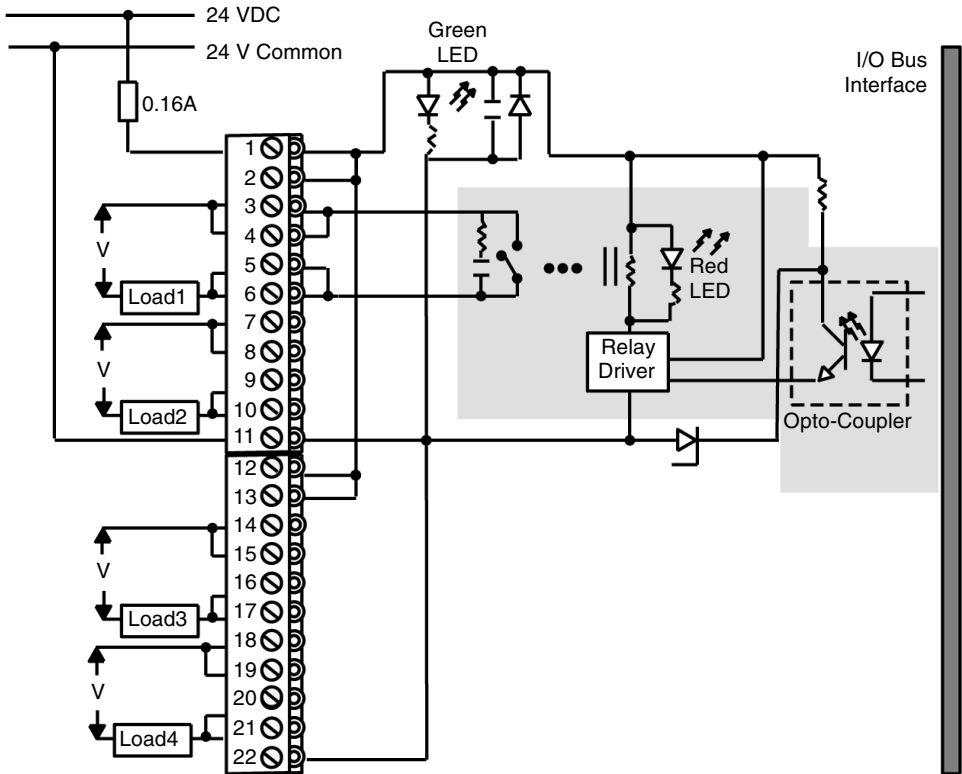 24 VDC
24 V Common
Green
LED
I/O Bus
Interface
0.16A
1
2
3
4
5
6
7
8
9
10
11
12
13
14
15
16
17
18
19
20
21
22
V
Load1
V
Load2
V
Load3
V
Load4
Red
LED
Relay
Driver
Opto-Coupler